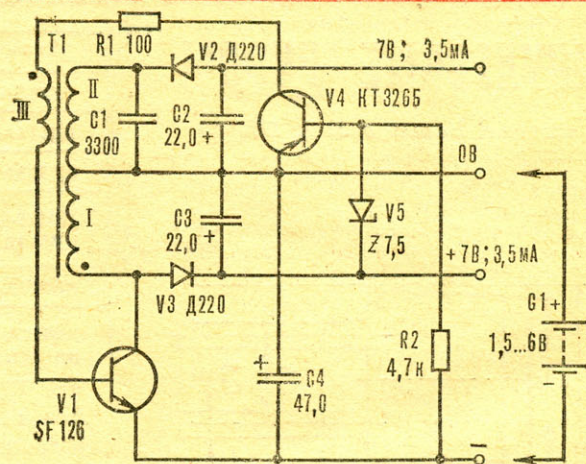 T1
R1 100
V2 Д220
7В; 3,5мА
III
II
C1
3300
C2
22,0 +
V4 КТ326Б
0В
I
C3
22,0 +
V5
Z 7,5
+7В; 3,5мА
V3 Д220
G1 +
1,5...6В
−
R2
4,7к
+
C4
47,0
V1
SF126
−